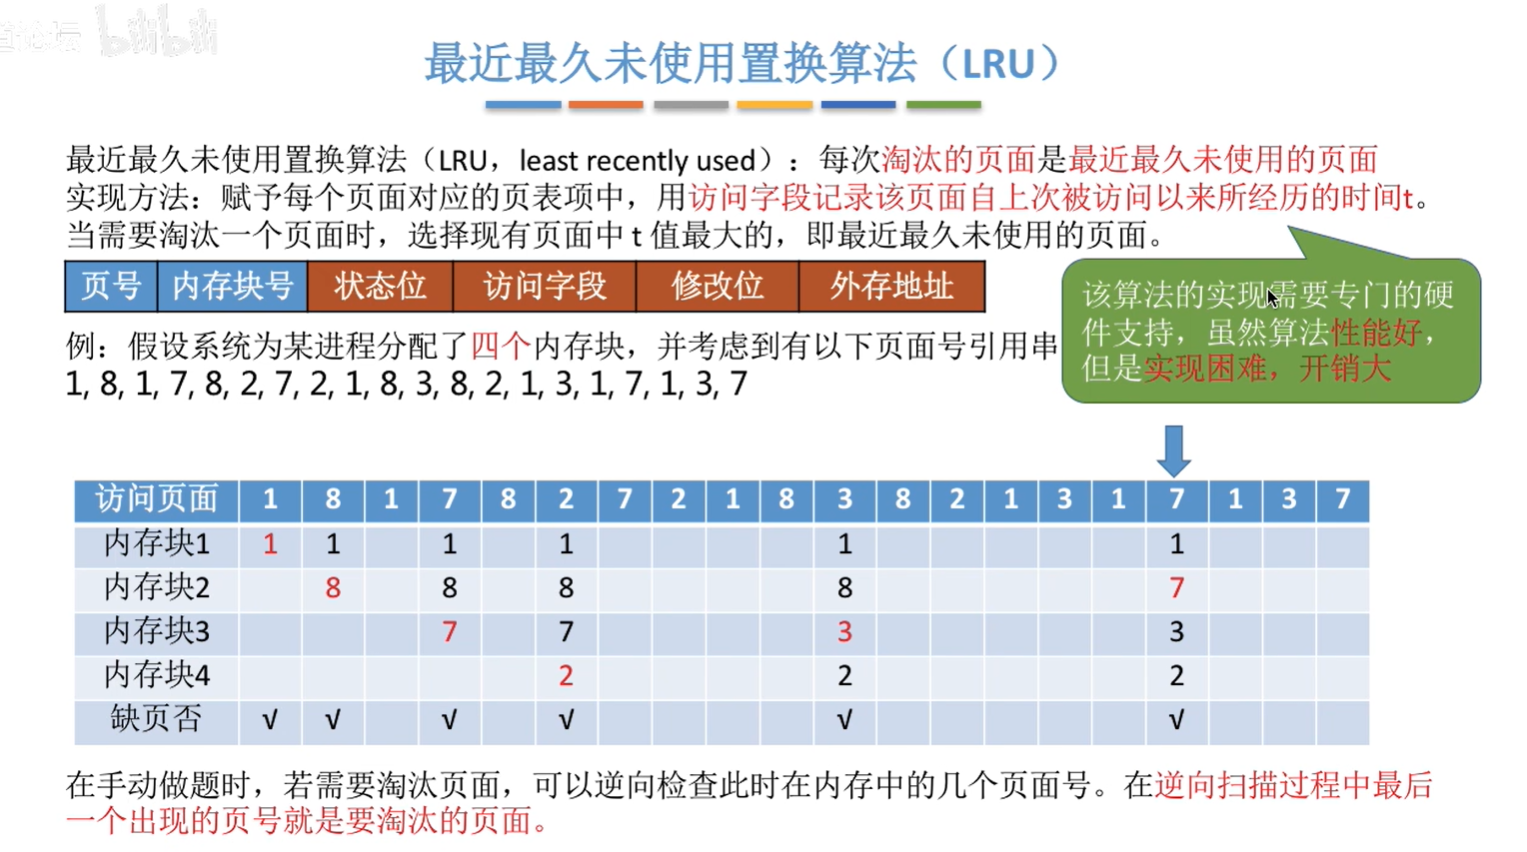 bilibili
最近最久未使用置换算法（LRU）
最近最久未使用置换算法（LRU，least recently used）：每次淘汰的页面是最近最久未使用的页面
实现方法：赋予每个页面对应的页表项中，用访问字段记录该页面自上次被访问以来所经历的时间t。
当需要淘汰一个页面时，选择现有页面中 t 值最大的，即最近最久未使用的页面。
页号 内存块号 状态位 访问字段 修改位 外存地址
该算法的实现需要专门的硬
件支持，虽然算法性能好，
但是实现困难，开销大
例：假设系统为某进程分配了四个内存块，并考虑到有以下页面号引用串
1, 8, 1, 7, 8, 2, 7, 2, 1, 8, 3, 8, 2, 1, 3, 1, 7, 1, 3, 7
访问页面 1 8 1 7 8 2 7 2 1 8 3 8 2 1 3 1 7 1 3 7
内存块1 1 1 1 1 1 1
内存块2 8 8 8 8 7
内存块3 7 7 3 3
内存块4 2 2 2
缺页否 √ √ √ √ √ √
在手动做题时，若需要淘汰页面，可以逆向检查此时在内存中的几个页面号。在逆向扫描过程中最后
一个出现的页号就是要淘汰的页面。